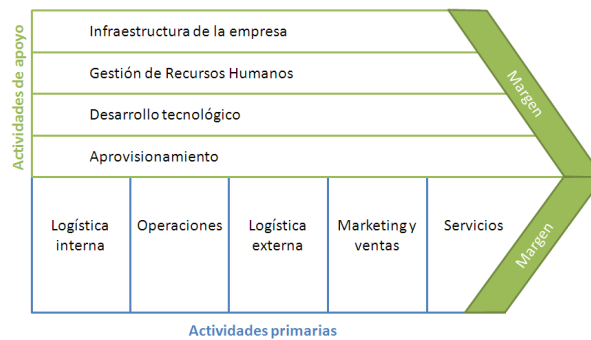 Actividades de apoyo
Infraestructura de la empresa
Gestión de Recursos Humanos
Desarrollo tecnológico
Aprovisionamiento
Margen
Logística
interna
Operaciones
Logística
externa
Marketing y
ventas
Servicios
Margen
Actividades primarias